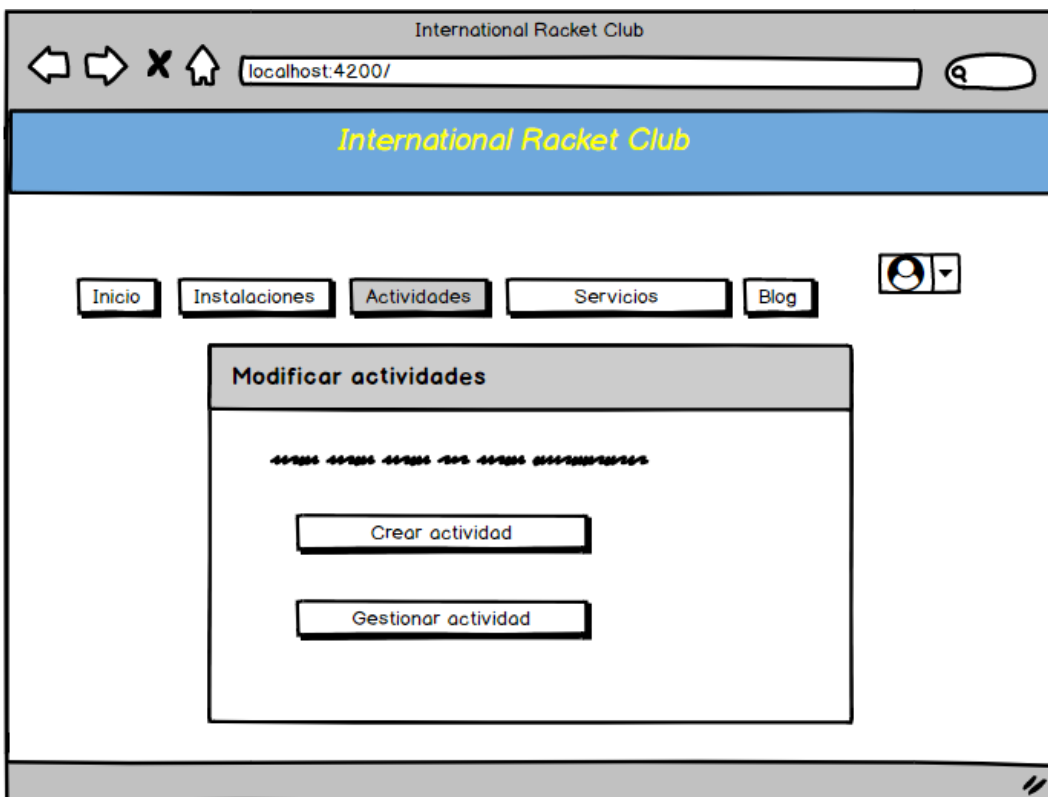 International Racket Club
localhost:4200/
International Racket Club
Inicio Instalaciones Actividades Servicios Blog
Modificar actividades
Crear actividad
Gestionar actividad